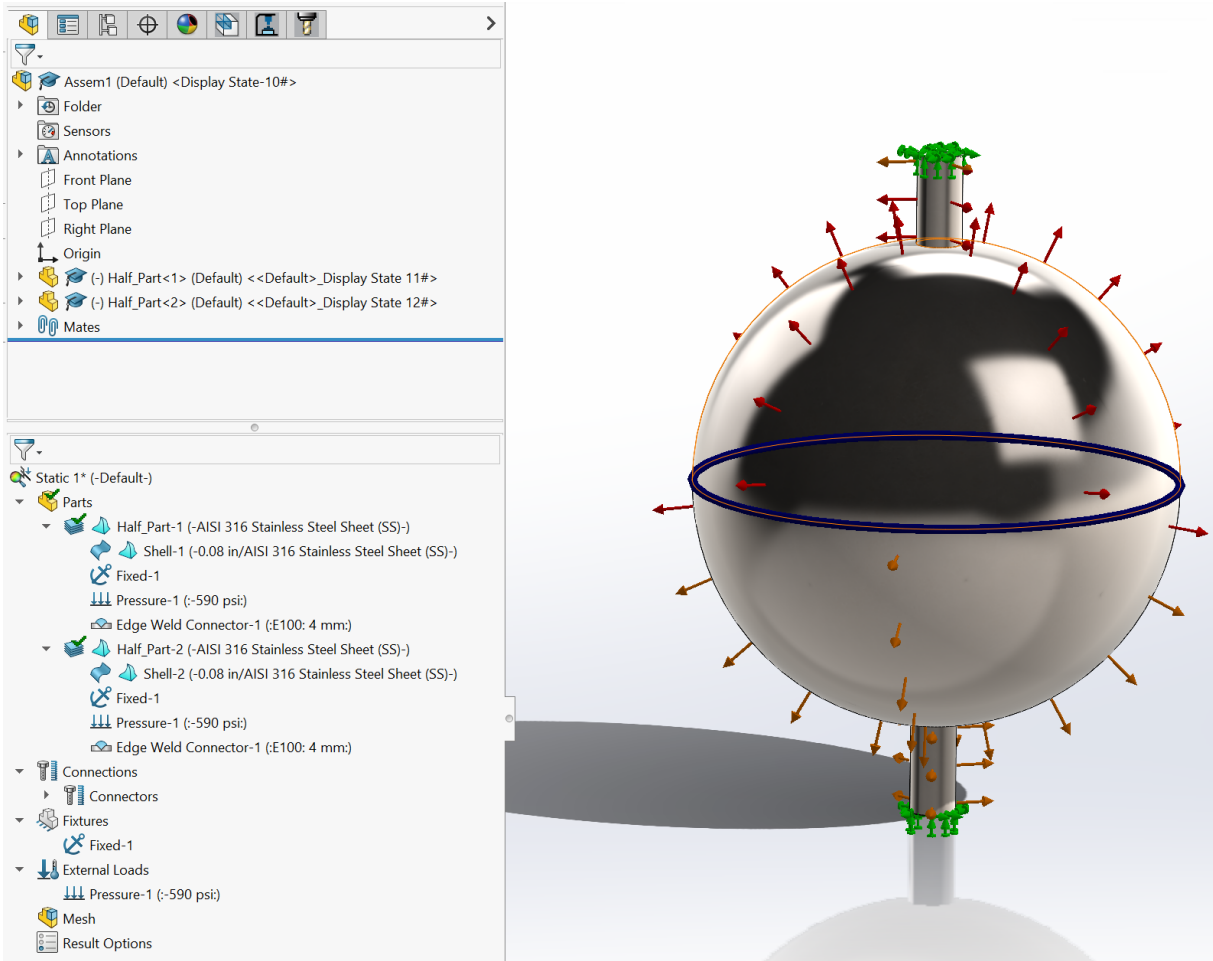 Assem1 (Default) <Display State-10#>
Folder
Sensors
Annotations
Front Plane
Top Plane
Right Plane
Origin
(-) Half_Part<1> (Default) <<Default>_Display State 11#>
(-) Half_Part<2> (Default) <<Default>_Display State 12#>
Mates
Static 1* (-Default-)
Parts
Half_Part-1 (-AISI 316 Stainless Steel Sheet (SS)-)
Shell-1 (-0.08 in/AISI 316 Stainless Steel Sheet (SS)-)
Fixed-1
Pressure-1 (:-590 psi:)
Edge Weld Connector-1 (:E100: 4 mm:)
Half_Part-2 (-AISI 316 Stainless Steel Sheet (SS)-)
Shell-2 (-0.08 in/AISI 316 Stainless Steel Sheet (SS)-)
Fixed-1
Pressure-1 (:-590 psi:)
Edge Weld Connector-1 (:E100: 4 mm:)
Connections
Connectors
Fixtures
Fixed-1
External Loads
Pressure-1 (:-590 psi:)
Mesh
Result Options